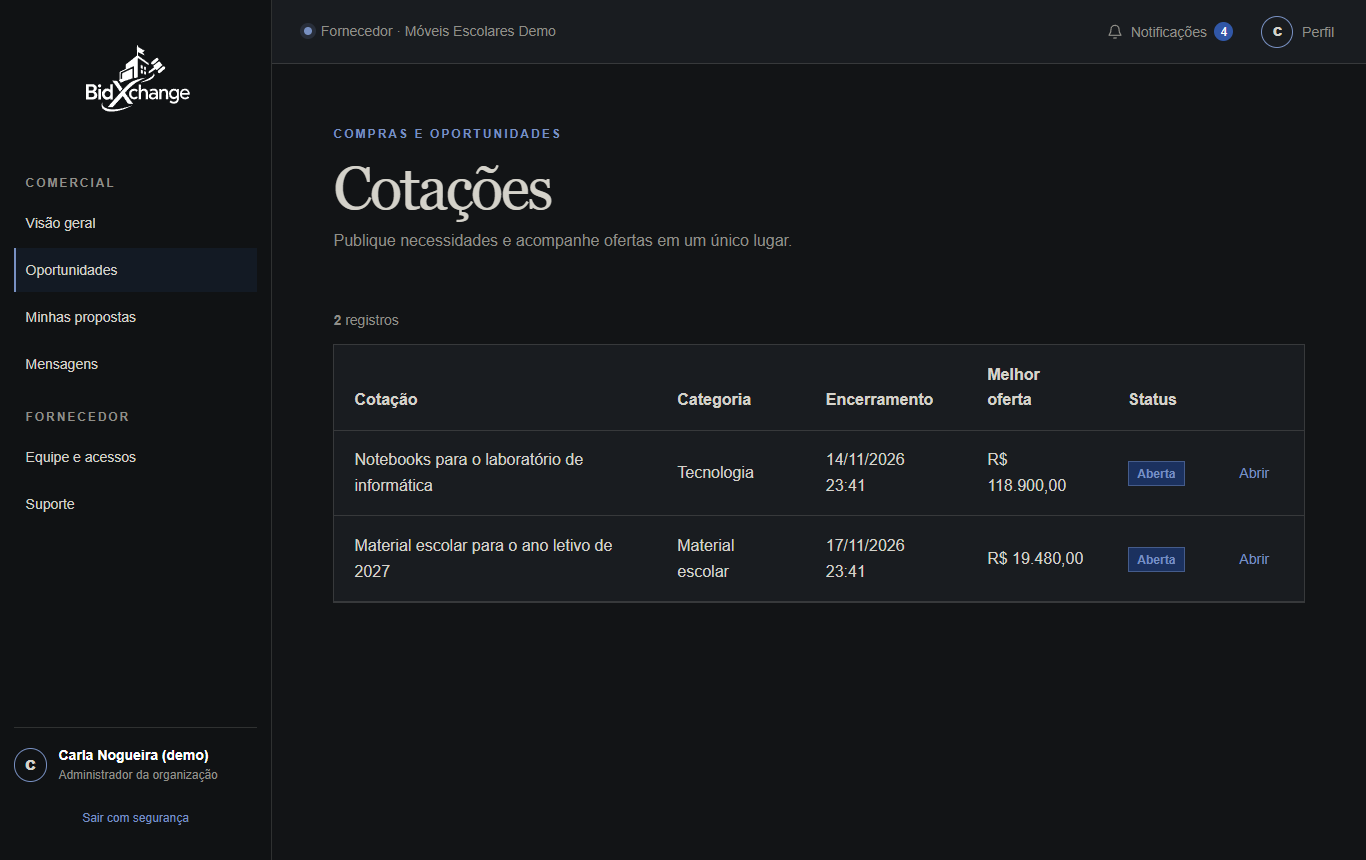 BidXchange
COMERCIAL
Visão geral
Oportunidades
Minhas propostas
Mensagens
FORNECEDOR
Equipe e acessos
Suporte
C
Carla Nogueira (demo)
Administrador da organização
Sair com segurança
Fornecedor · Móveis Escolares Demo
Notificações 4
C Perfil
COMPRAS E OPORTUNIDADES
Cotações
Publique necessidades e acompanhe ofertas em um único lugar.
2 registros
Cotação Categoria Encerramento Melhor oferta Status
Notebooks para o laboratório de informática Tecnologia 14/11/2026 23:41 R$ 118.900,00 Aberta Abrir
Material escolar para o ano letivo de 2027 Material escolar 17/11/2026 23:41 R$ 19.480,00 Aberta Abrir